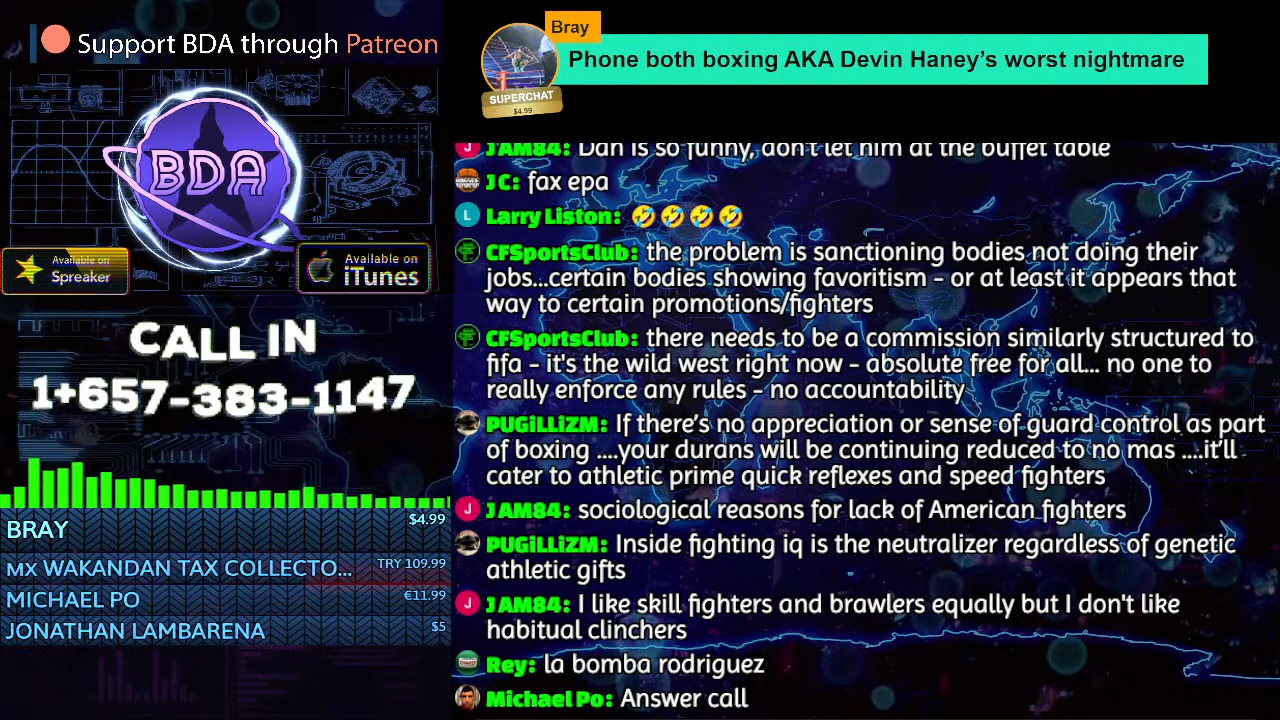 Support BDA through Patreon
BDA
Available on
Spreaker
Available on
iTunes
CALL IN
1+657-383-1147
BRAY $4.99
MX WAKANDAN TAX COLLECTO... TRY 109.99
MICHAEL PO €11.99
JONATHAN LAMBARENA $5
Bray
Phone both boxing AKA Devin Haney’s worst nightmare
SUPERCHAT
$4.99
J JAM84: Dan is so funny, don't let him at the buffet table
JC: fax epa
L Larry Liston: 🤣🤣🤣🤣
CFSportsClub: the problem is sanctioning bodies not doing their
jobs...certain bodies showing favoritism - or at least it appears that
way to certain promotions/fighters
CFSportsClub: there needs to be a commission similarly structured to
fifa - it's the wild west right now - absolute free for all... no one to
really enforce any rules - no accountability
PUGiLLiZM: If there’s no appreciation or sense of guard control as part
of boxing ....your durans will be continuing reduced to no mas ....it’ll
cater to athletic prime quick reflexes and speed fighters
J JAM84: sociological reasons for lack of American fighters
PUGiLLiZM: Inside fighting iq is the neutralizer regardless of genetic
athletic gifts
J JAM84: I like skill fighters and brawlers equally but I don't like
habitual clinchers
Rey: la bomba rodriguez
Michael Po: Answer call